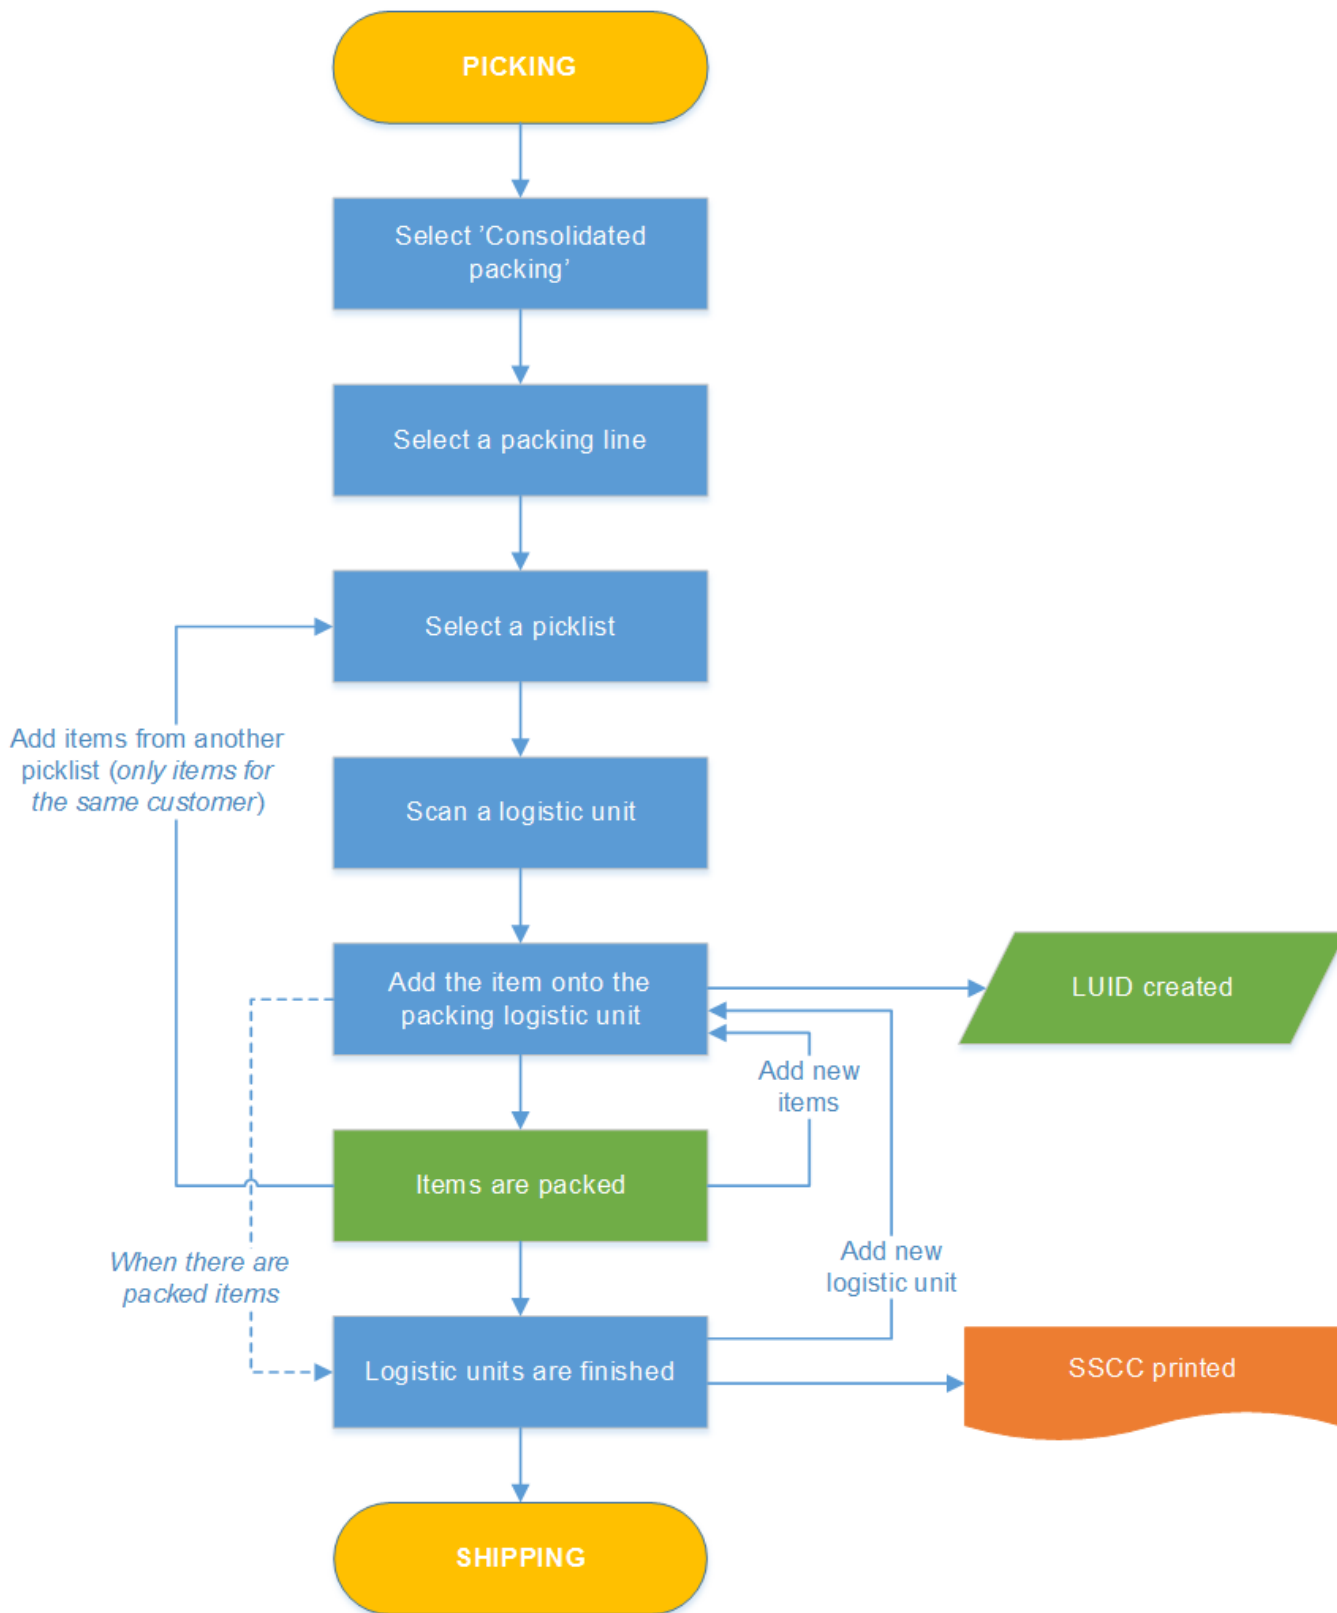 PICKING
Select ’Consolidated
packing’
Select a packing line
Select a picklist
Add items from another
picklist (only items for
the same customer)
Scan a logistic unit
Add the item onto the
packing logistic unit
LUID created
Add new
items
Items are packed
When there are
packed items
Add new
logistic unit
Logistic units are finished
SSCC printed
SHIPPING